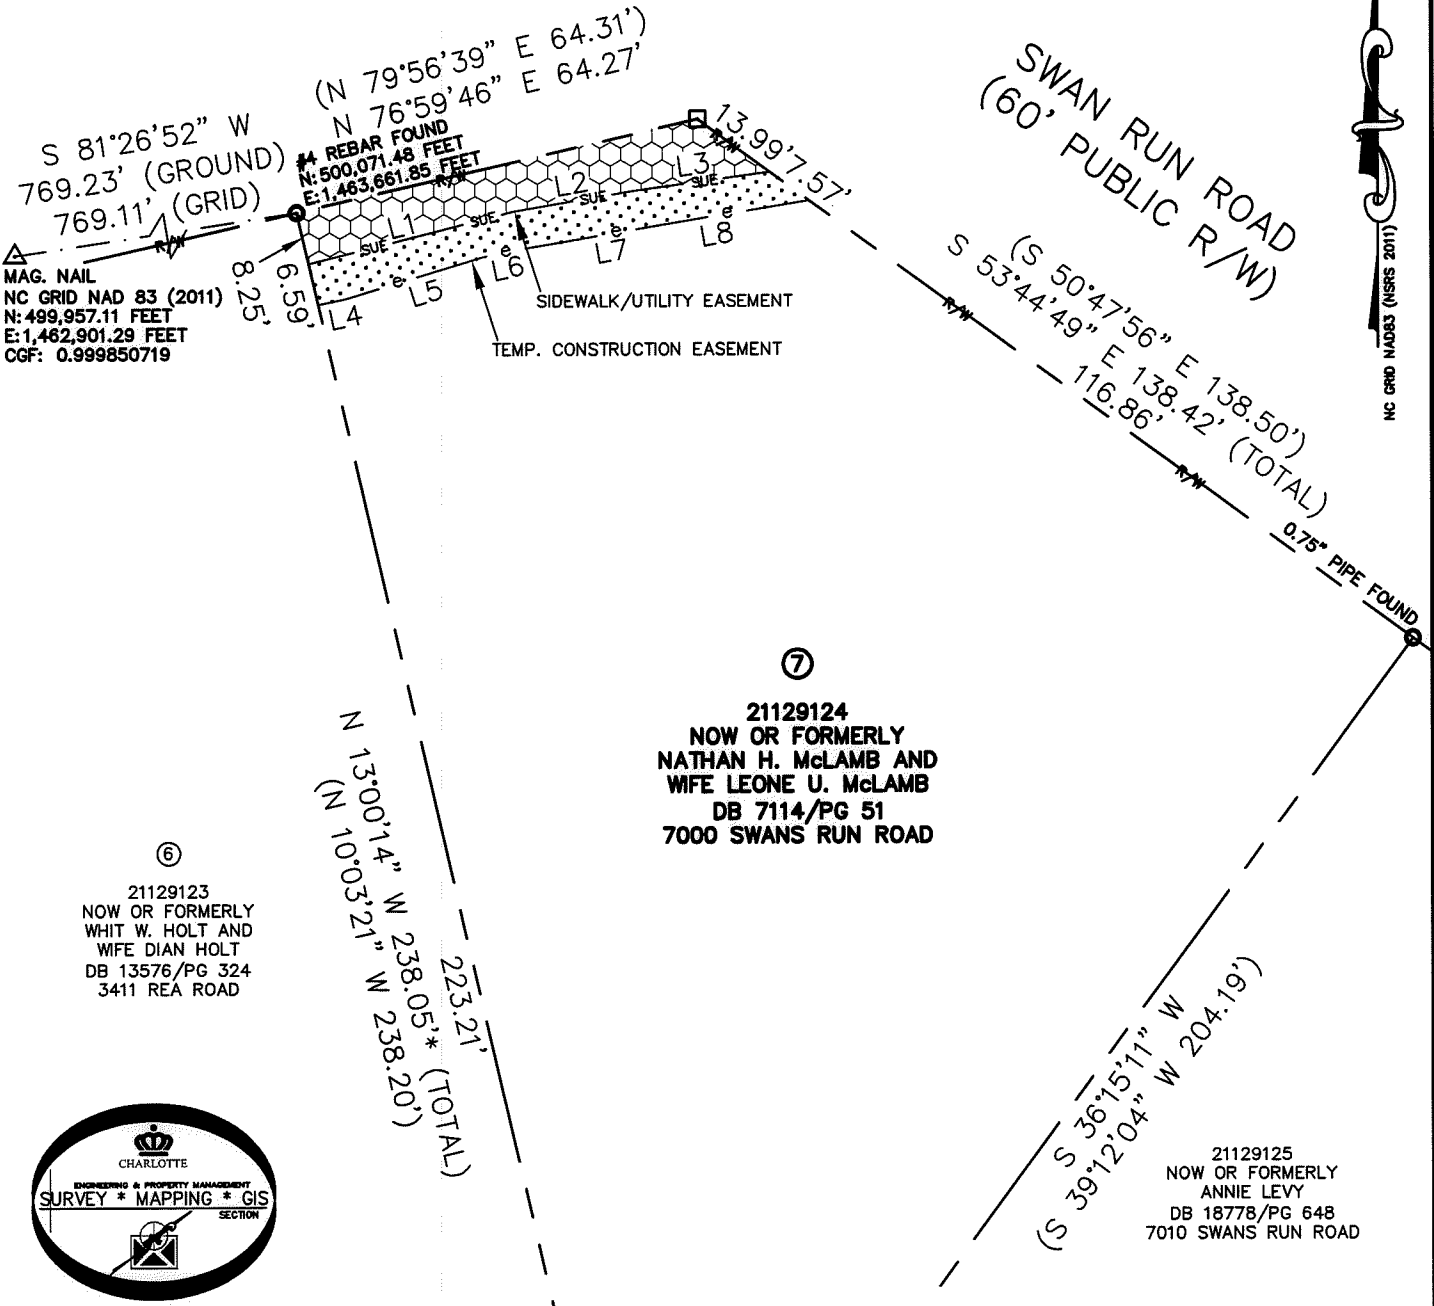 (N 79°56'39" E 64.31')
N 76°59'46" E 64.27'
S 81°26'52" W
769.23' (GROUND)
769.11' (GRID)
#4 REBAR FOUND
N:500,071.48 FEET
E:1,463,661.85 FEET
R/W
R/W
MAG. NAIL
NC GRID NAD 83 (2011)
N:499,957.11 FEET
E:1,462,901.29 FEET
CGF: 0.999850719
8.25'
6.59'
L1
L2
L3
SUE
SUE
SUE
SUE
L4
L5
L6
L7
L8
e
e
e
e
13.99'
7.57'
R/W
SIDEWALK/UTILITY EASEMENT
TEMP. CONSTRUCTION EASEMENT
SWAN RUN ROAD
(60' PUBLIC R/W)
NC GRID NAD83 (NSRS 2011)
(S 50°47'56" E 138.50')
S 53°44'49" E 138.42' (TOTAL)
116.86'
R/W
R/W
0.75" PIPE FOUND
7
21129124
NOW OR FORMERLY
NATHAN H. McLAMB AND
WIFE LEONE U. McLAMB
DB 7114/PG 51
7000 SWANS RUN ROAD
6
21129123
NOW OR FORMERLY
WHIT W. HOLT AND
WIFE DIAN HOLT
DB 13576/PG 324
3411 REA ROAD
223.21'
N 13°00'14" W 238.05'* (TOTAL)
(N 10°03'21" W 238.20')
S 36°15'11" W
(S 39°12'04" W 204.19')
21129125
NOW OR FORMERLY
ANNIE LEVY
DB 18778/PG 648
7010 SWANS RUN ROAD
CHARLOTTE
ENGINEERING & PROPERTY MANAGEMENT
SURVEY * MAPPING * GIS
SECTION